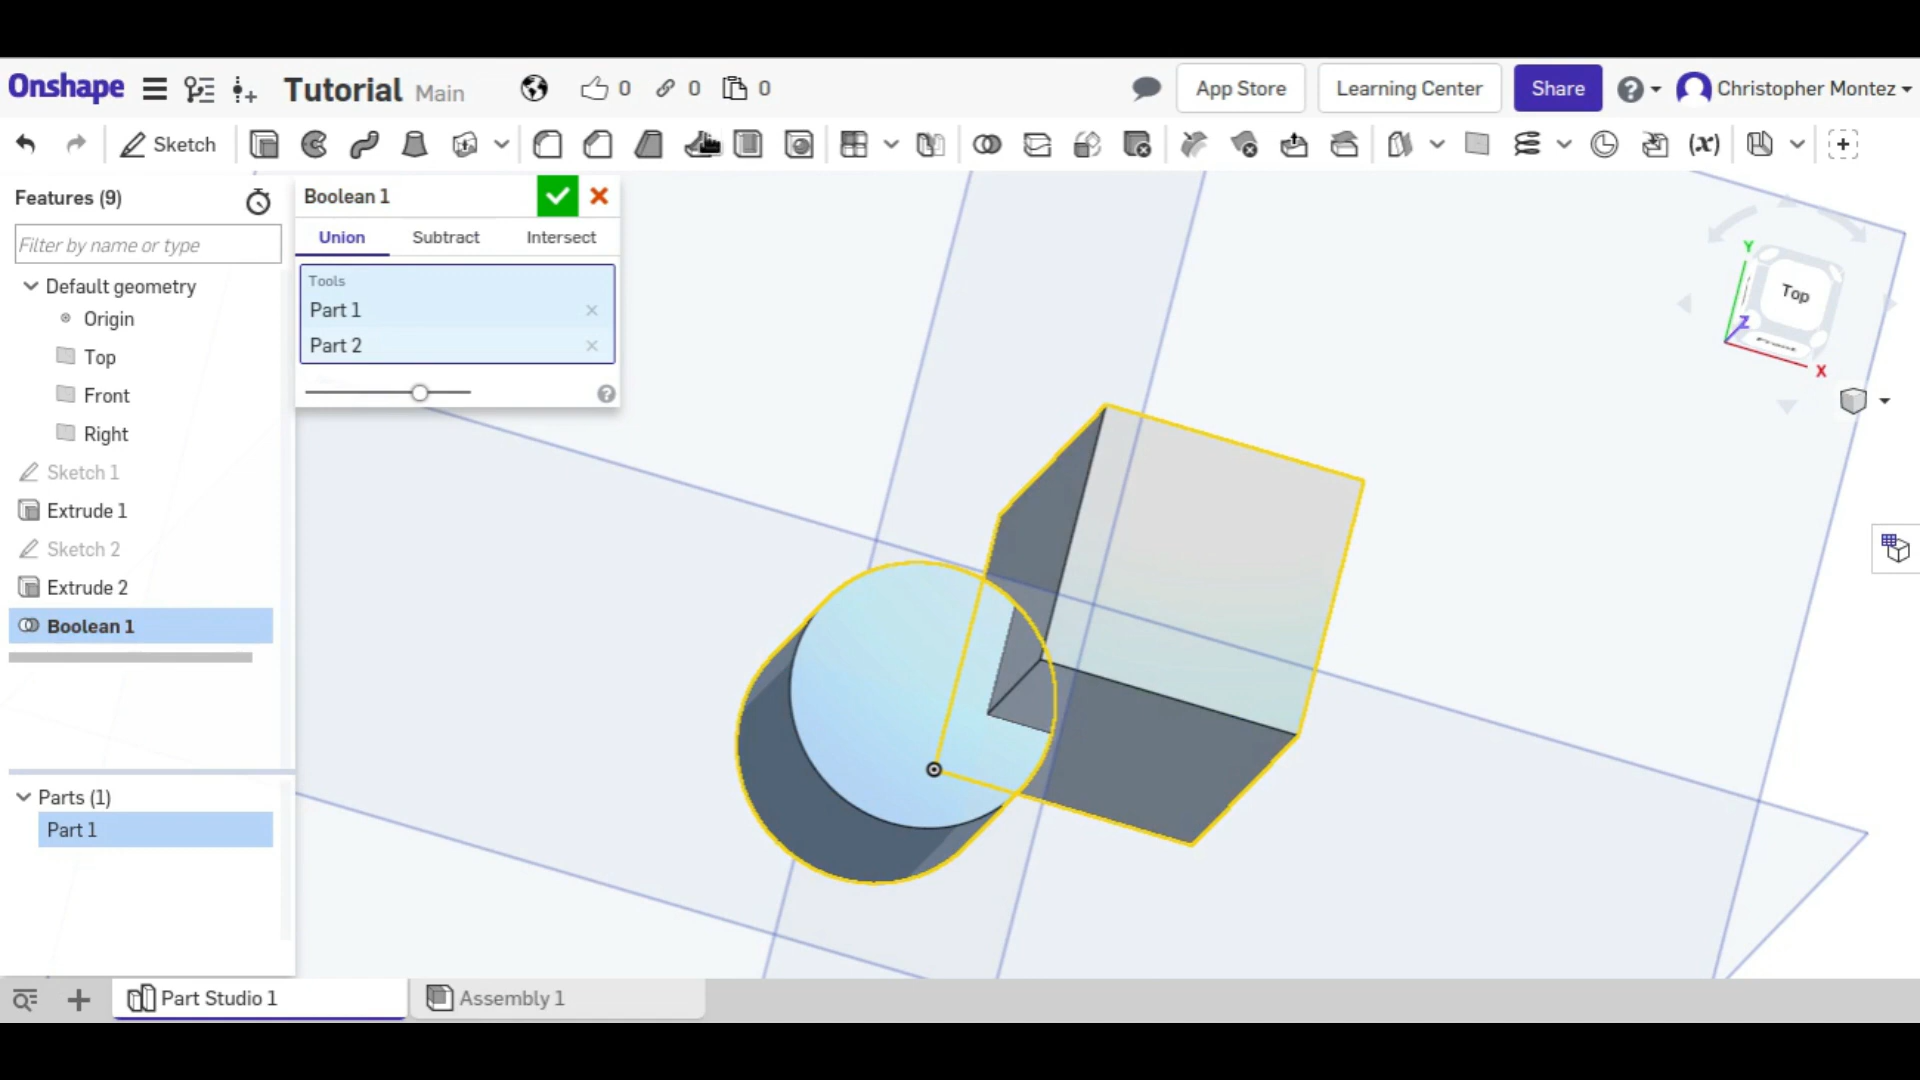 Onshape Tutorial Main 0 0 0 App Store Learning Center Share Christopher Montez
Sketch (x)
Features (9)
Filter by name or type
Default geometry
Origin
Top
Front
Right
Sketch 1
Extrude 1
Sketch 2
Extrude 2
Boolean 1
Parts (1)
Part 1
Boolean 1
Union Subtract Intersect
Tools
Part 1
Part 2
Y
Top
Z
Front
X
Part Studio 1 Assembly 1